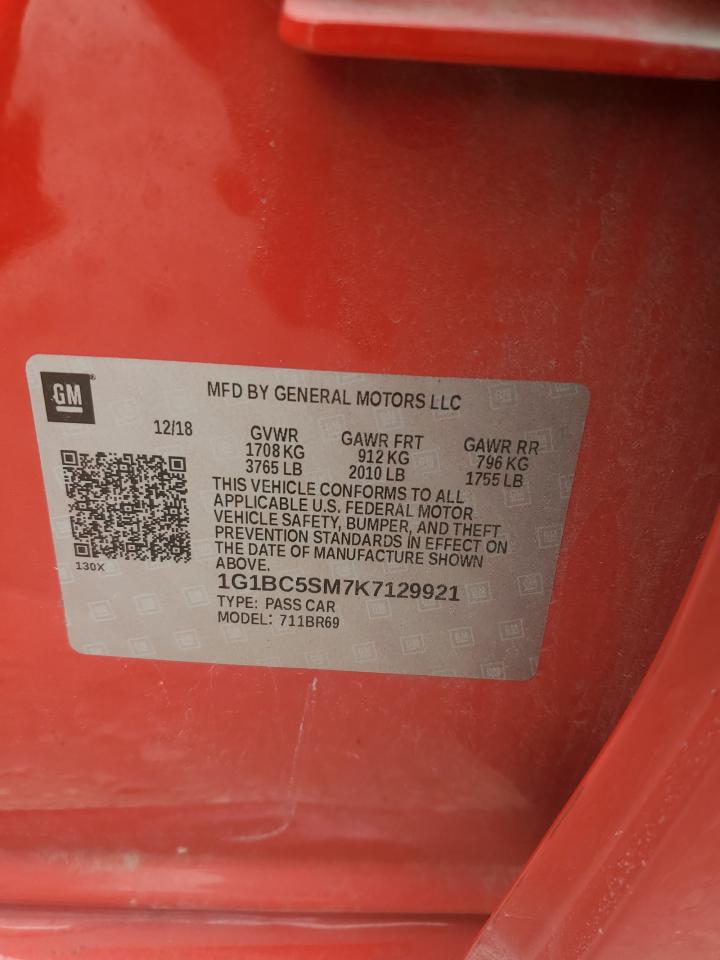 GM
MFD BY GENERAL MOTORS LLC
12/18
GVWR GAWR FRT GAWR RR
1708 KG 912 KG 796 KG
3765 LB 2010 LB 1755 LB
THIS VEHICLE CONFORMS TO ALL
APPLICABLE U.S. FEDERAL MOTOR
VEHICLE SAFETY, BUMPER, AND THEFT
PREVENTION STANDARDS IN EFFECT ON
THE DATE OF MANUFACTURE SHOWN
ABOVE.
130X
1G1BC5SM7K7129921
TYPE: PASS CAR
MODEL: 711BR69